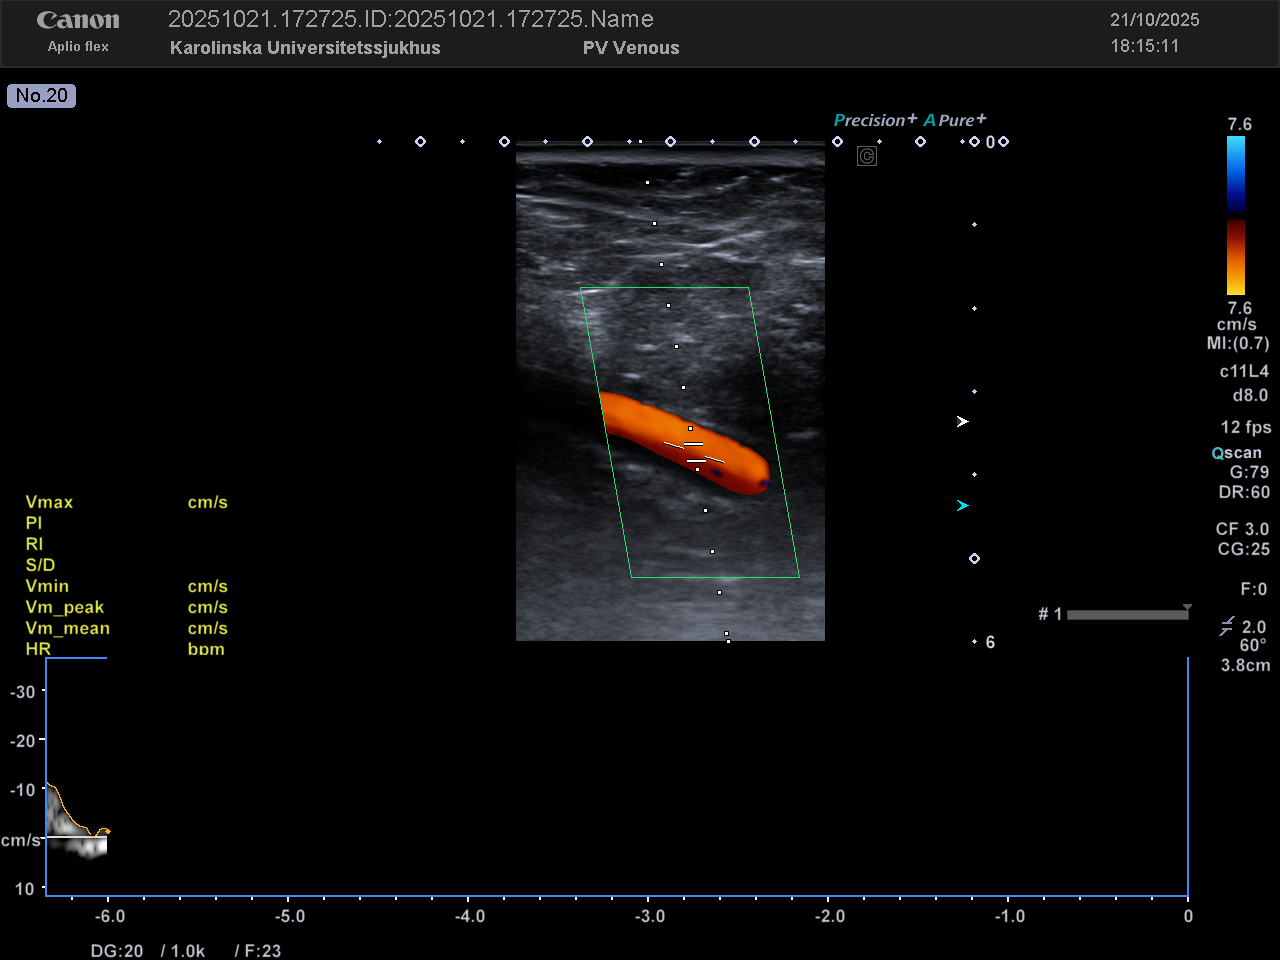 Canon
Aplio flex
20251021.172725.ID:20251021.172725.Name
Karolinska Universitetssjukhus
PV Venous
21/10/2025
18:15:11
No.20
Precision+ A Pure+
0
C
7.6
7.6
cm/s
MI:(0.7)
c11L4
d8.0
12 fps
Qscan
G:79
DR:60
CF 3.0
CG:25
F:0
2.0
60°
3.8cm
# 1
6
Vmax cm/s
PI
RI
S/D
Vmin cm/s
Vm_peak cm/s
Vm_mean cm/s
HR bpm
-30
-20
-10
cm/s
10
-6.0 -5.0 -4.0 -3.0 -2.0 -1.0 0
DG:20 / 1.0k / F:23